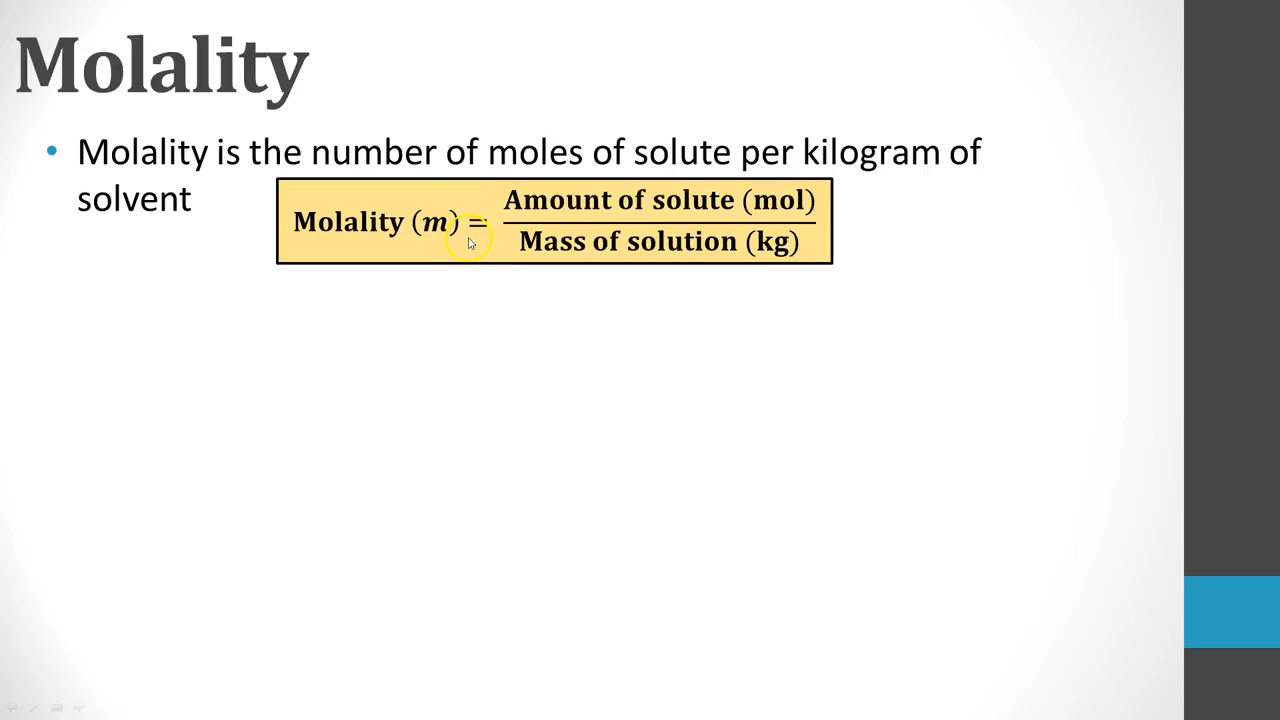 Molality
• Molality is the number of moles of solute per kilogram of
solvent
Molality (m) = Amount of solute (mol)
Mass of solution (kg)